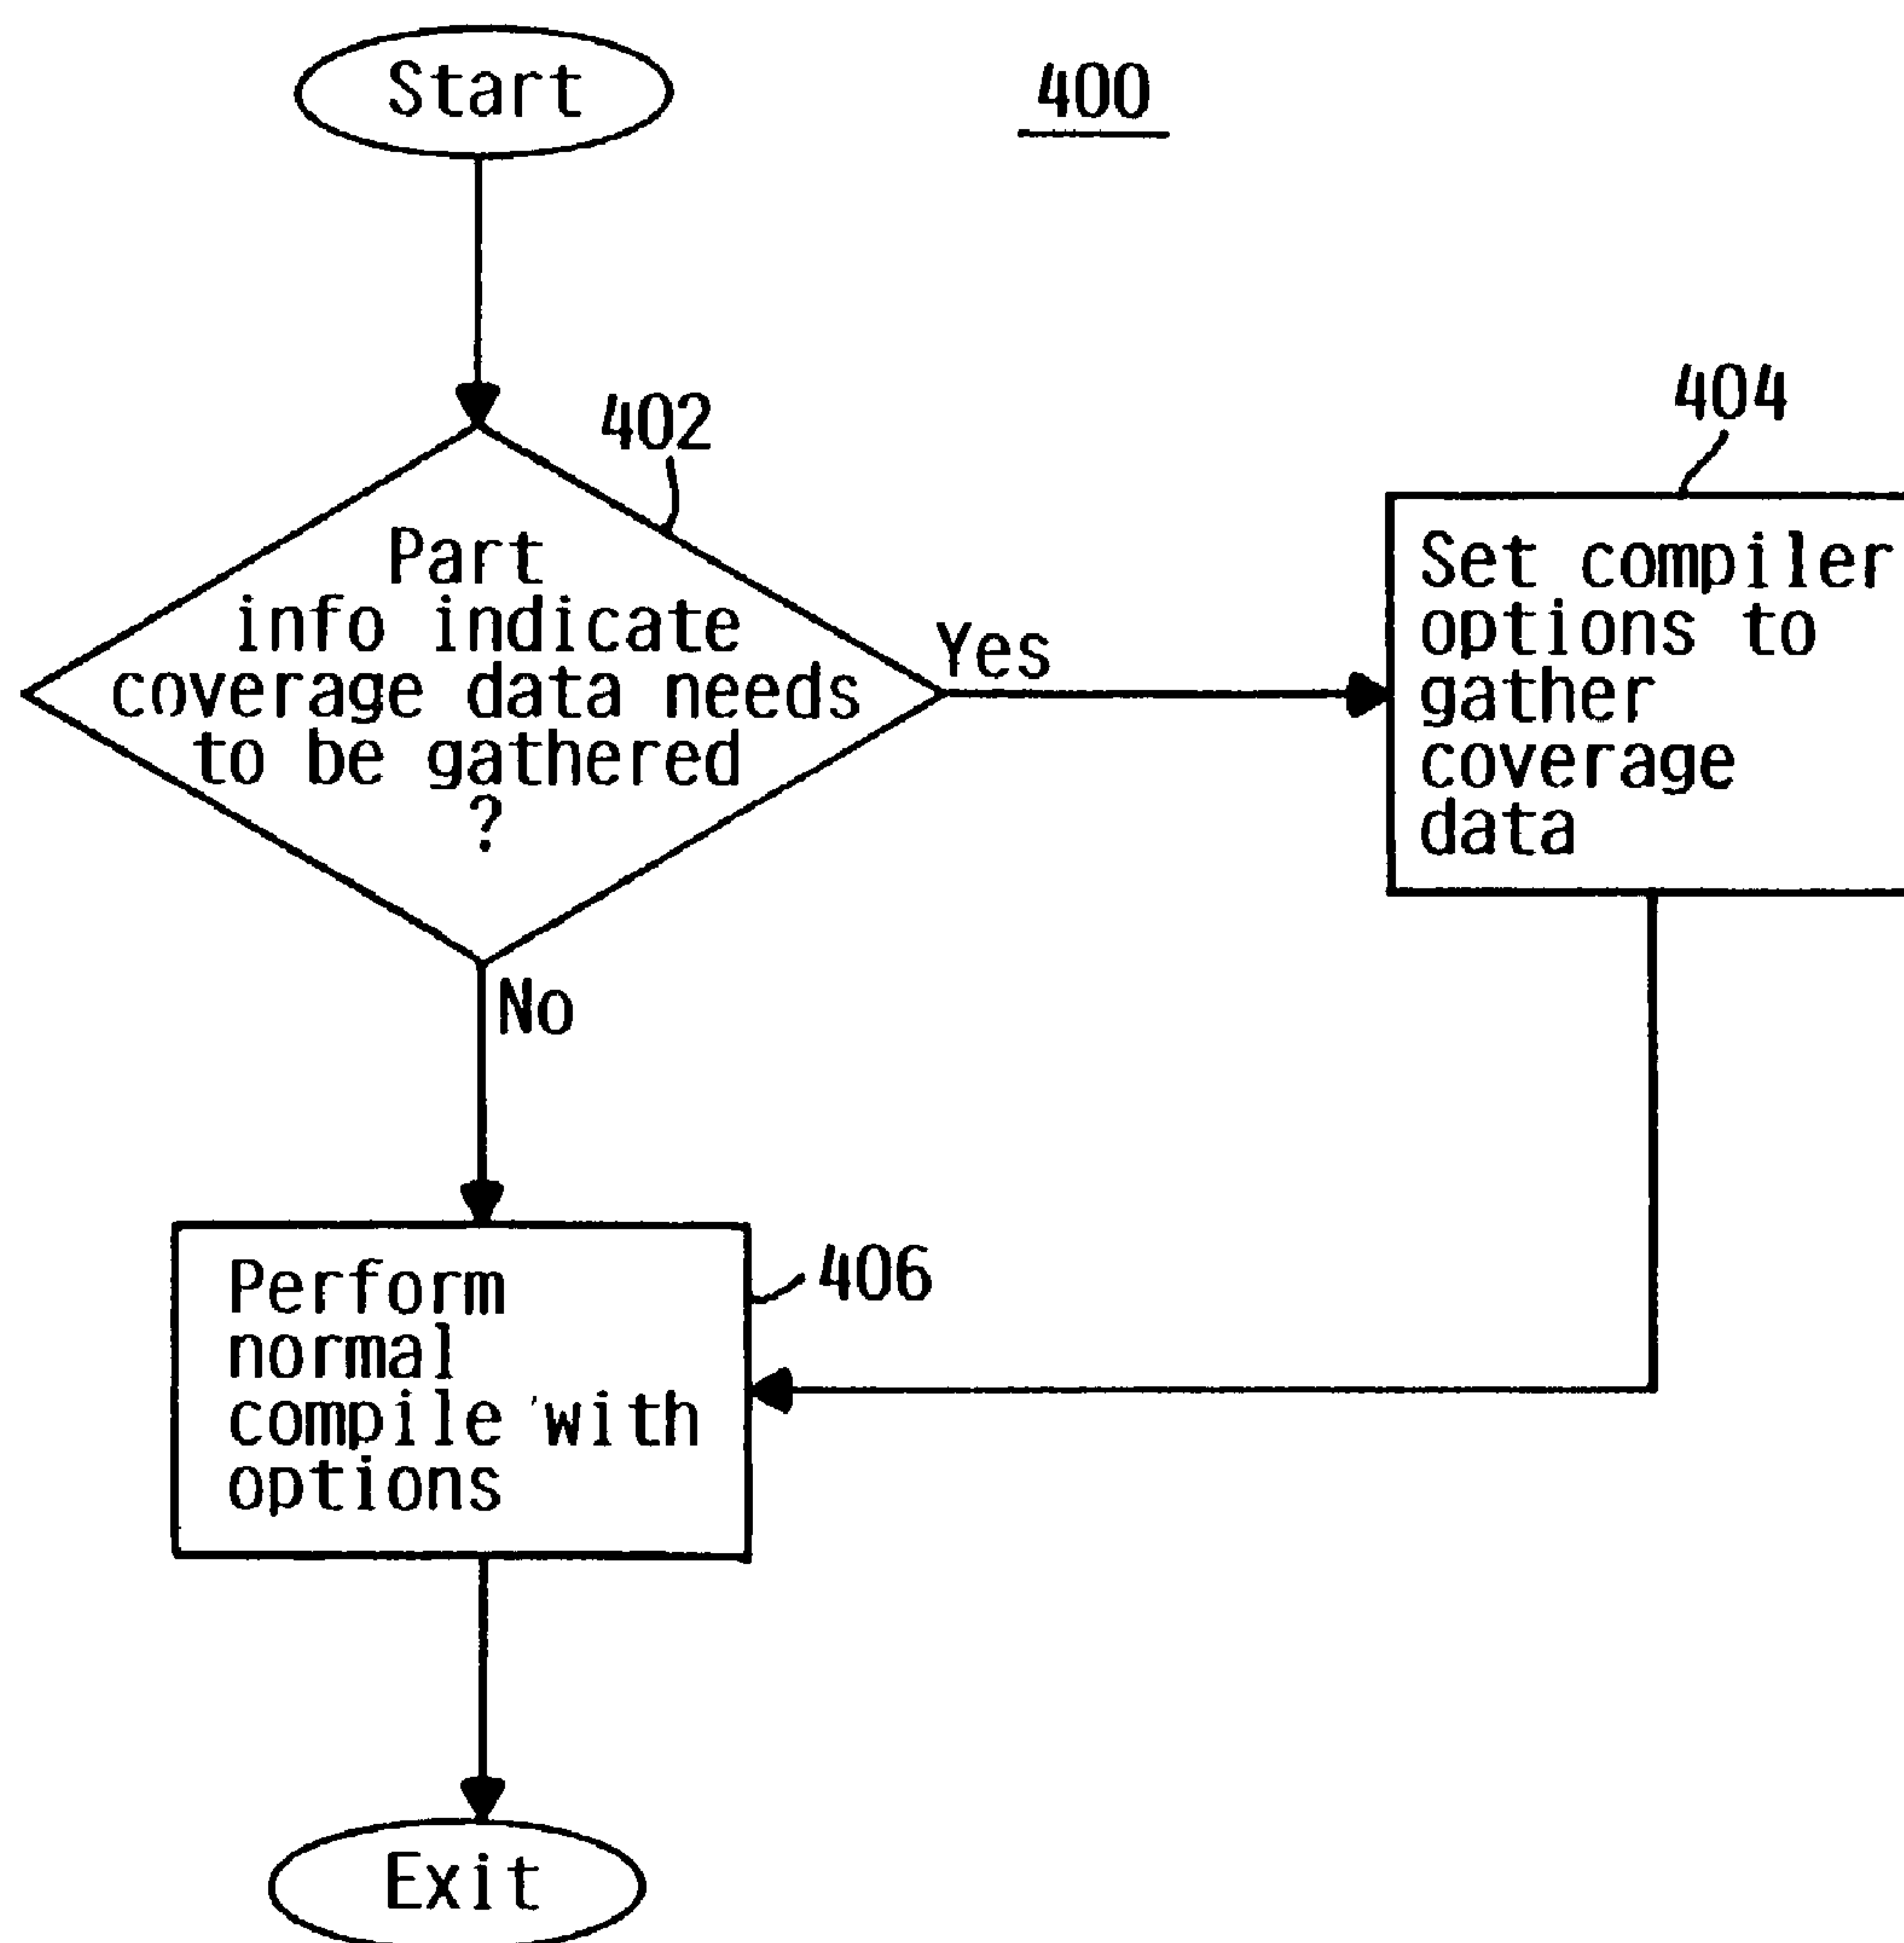 Start
400
402
Part
info indicate
coverage data needs
to be gathered
?
Yes
404
Set compiler
options to
gather
coverage
data
No
Perform
normal
compile with
options
406
Exit